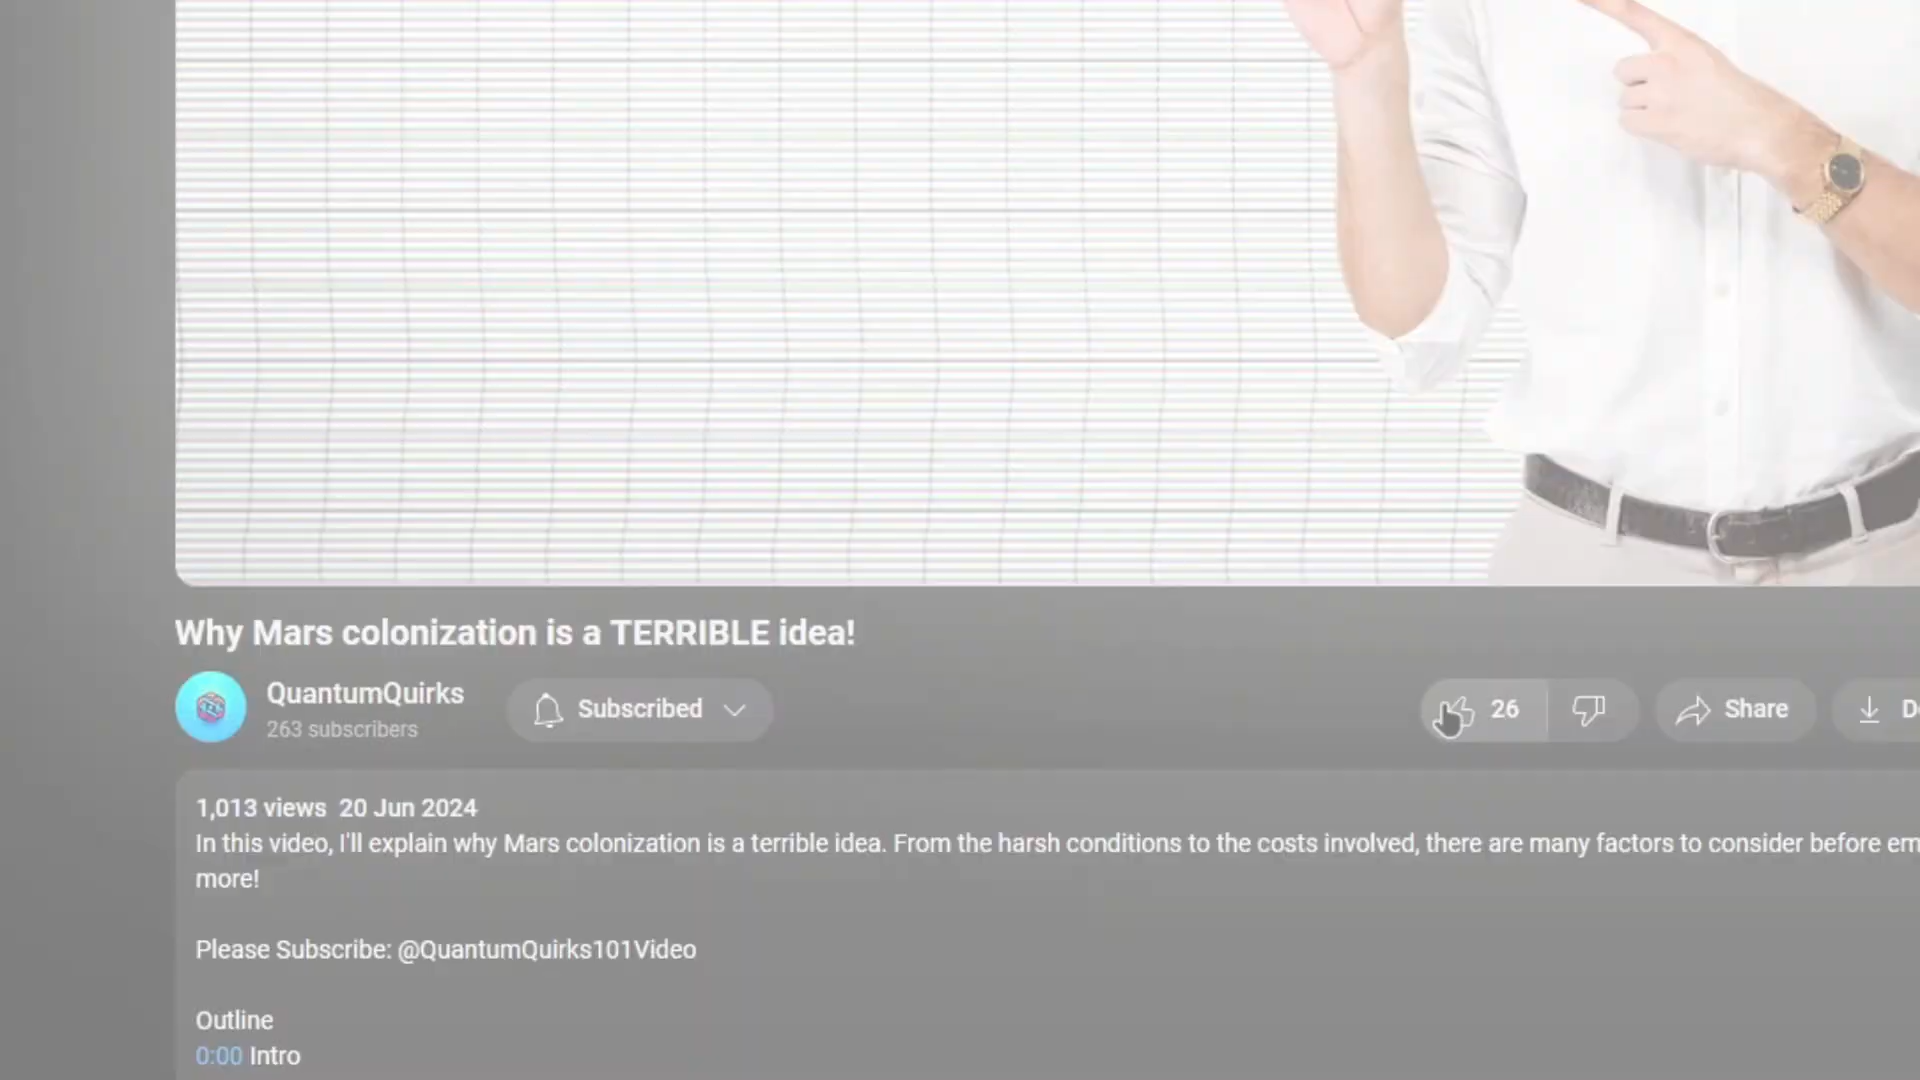 Why Mars colonization is a TERRIBLE idea!
QuantumQuirks
263 subscribers
Subscribed
26
Share
1,013 views 20 Jun 2024
In this video, I'll explain why Mars colonization is a terrible idea. From the harsh conditions to the costs involved, there are many factors to consider before
more!
Please Subscribe: @QuantumQuirks101Video
Outline
0:00 Intro